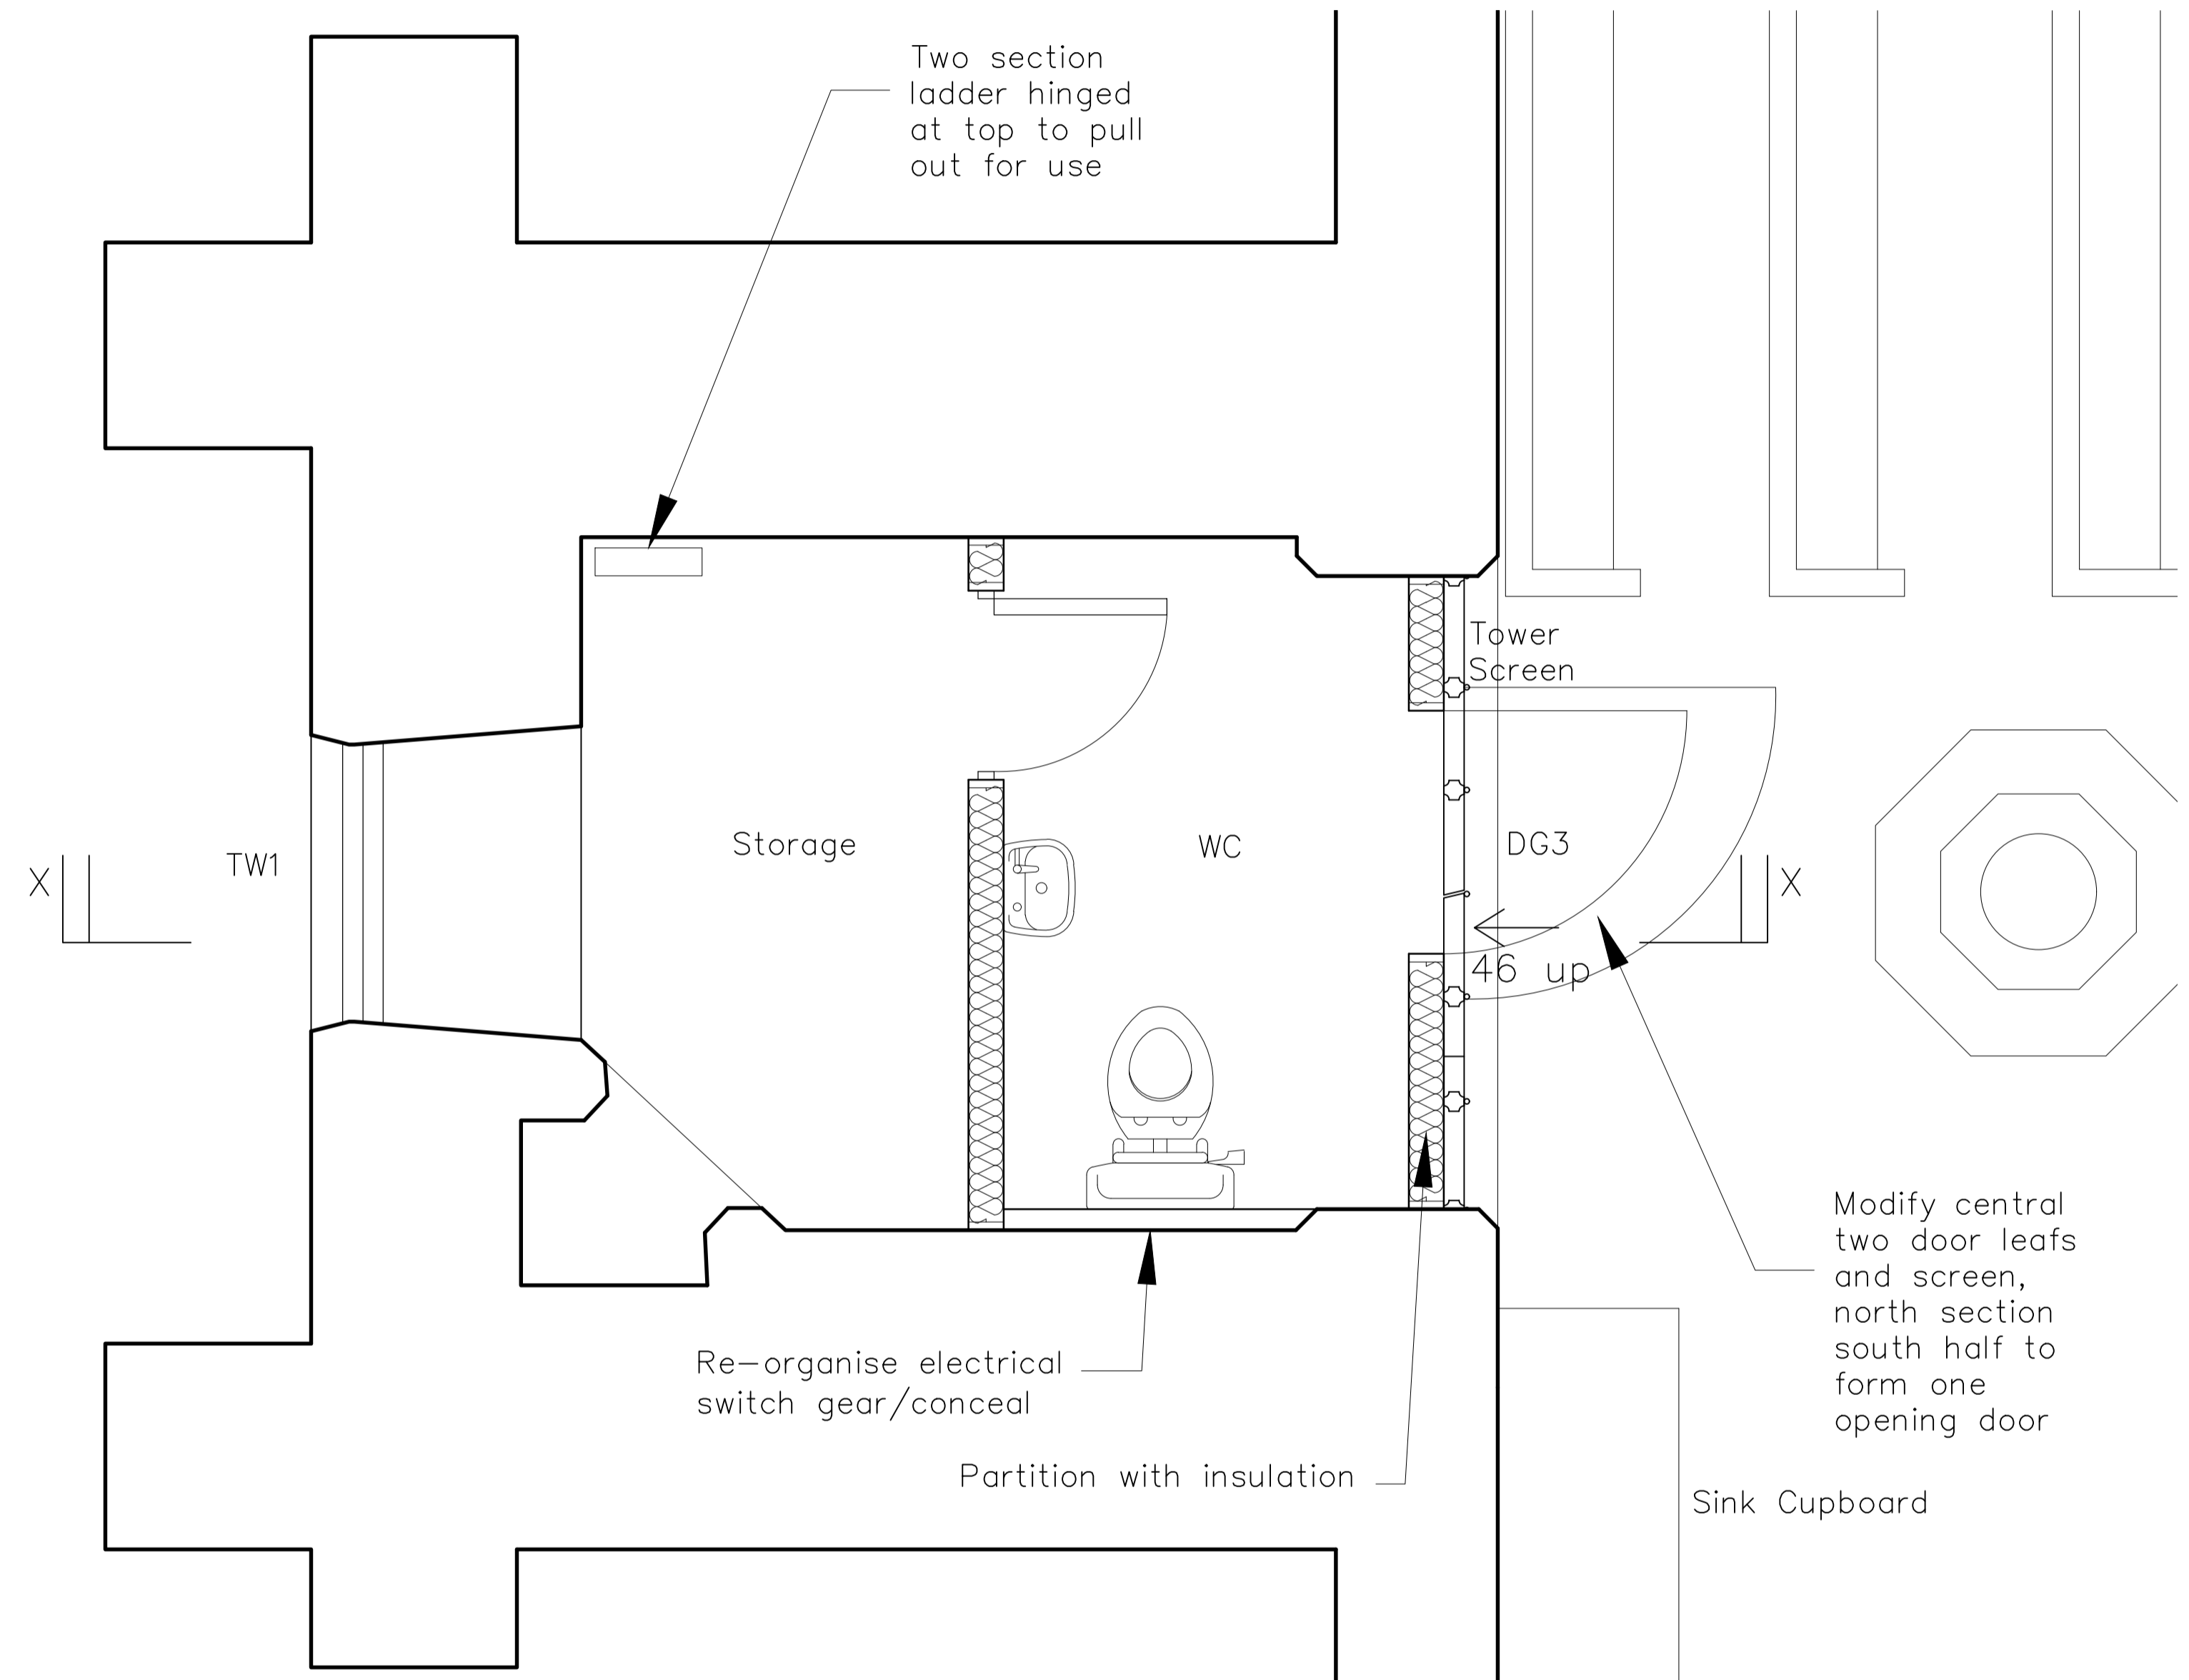 Two section
ladder hinged
at top to pull
out for use
Tower
Screen
Storage
WC
DG3
TW1
X
X
46 up
Modify central
two door leafs
and screen,
north section
south half to
form one
opening door
Re-organise electrical
switch gear/conceal
Partition with insulation
Sink Cupboard